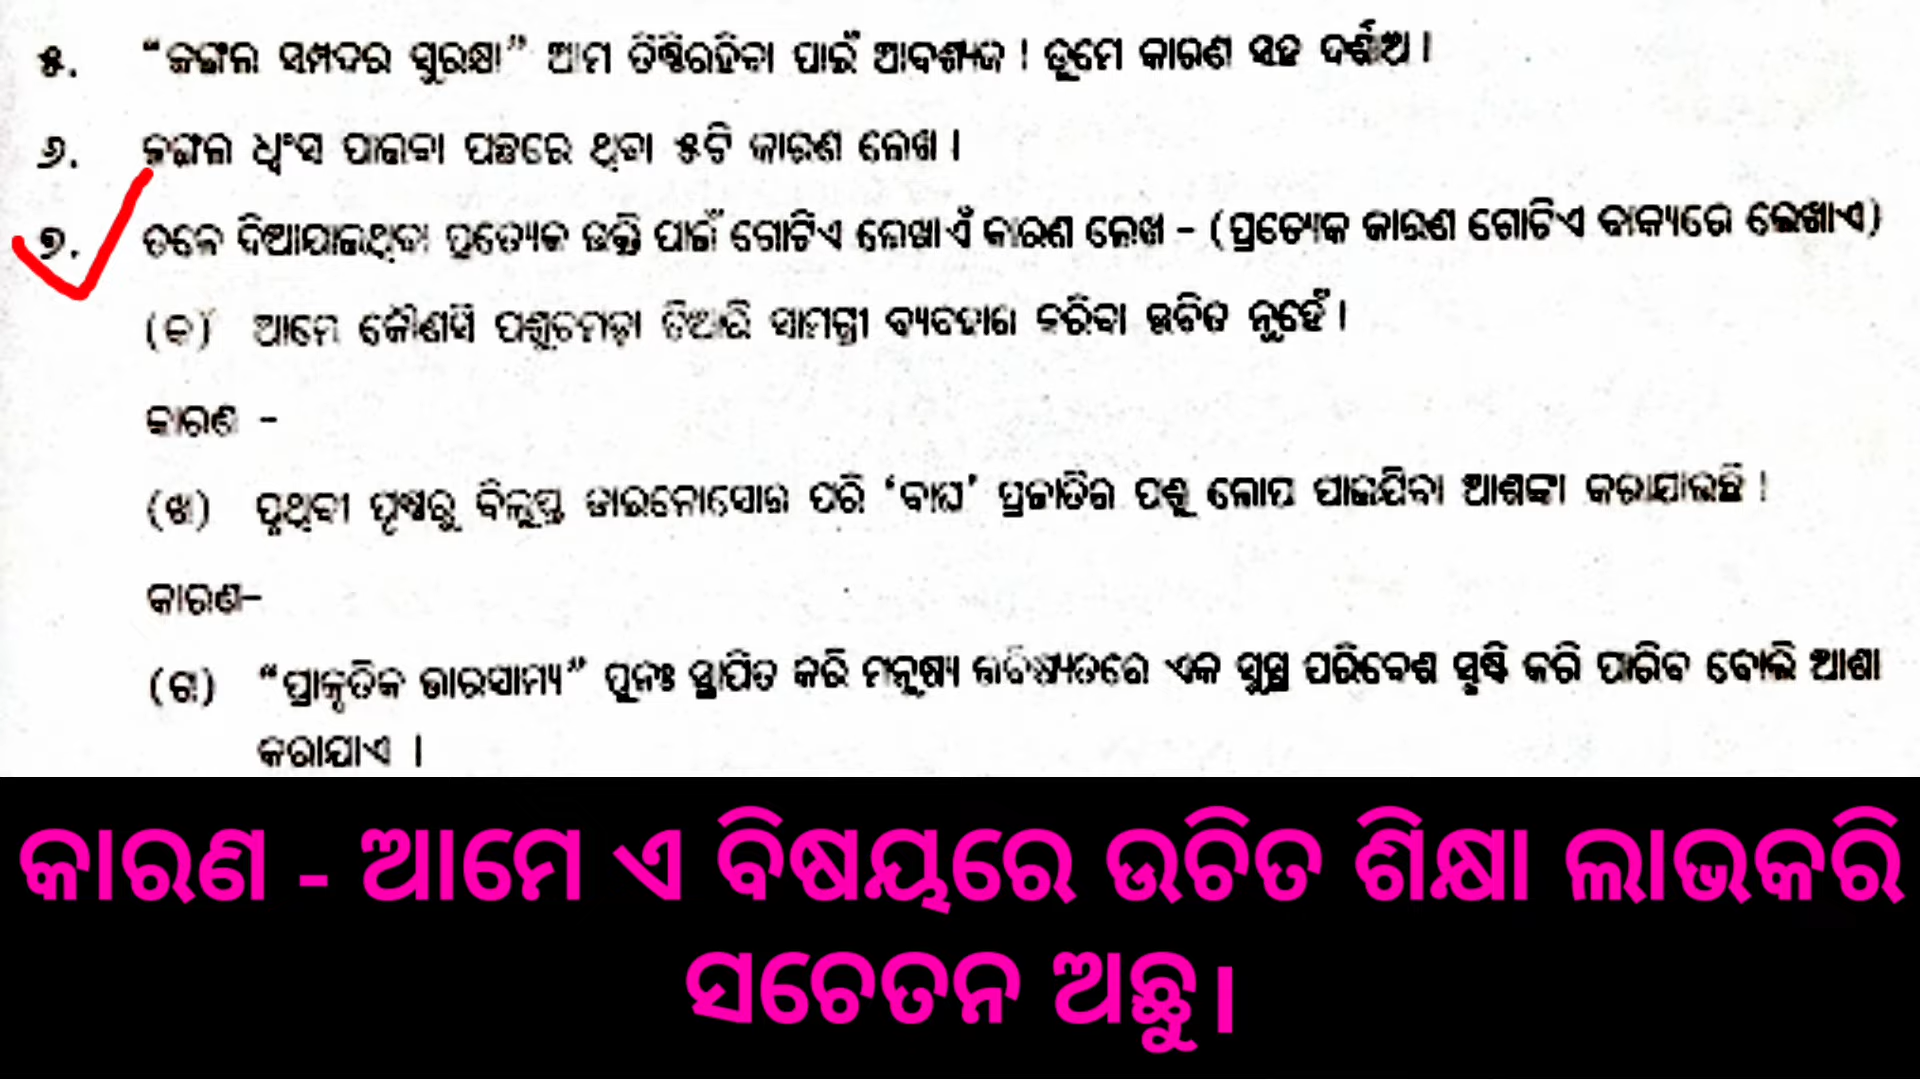 ୫. “ଜଙ୍ଗଲ ସମ୍ପଦର ସୁରକ୍ଷା” ଆମ ତିଷ୍ଠିରହିବା ପାଇଁ ଆବଶ୍ୟକ । ତୁମେ କାରଣ ସହ ଦର୍ଶାଅ ।
୬. ଜଙ୍ଗଲ ଧ୍ୱଂସ ପାଇବା ପଛରେ ଥିବା ୫ଟି କାରଣ ଲେଖ ।
୭. ତଳେ ଦିଆଯାଇଥିବା ପ୍ରତ୍ୟେକ ଉକ୍ତି ପାଇଁ ଗୋଟିଏ ଲେଖାଏଁ କାରଣ ଲେଖ – (ପ୍ରତ୍ୟେକ କାରଣ ଗୋଟିଏ ବାକ୍ୟରେ ଲେଖାଏ)
(କ) ଆମେ କୌଣସି ପଶୁଚମଡ଼ା ତିଆରି ସାମଗ୍ରୀ ବ୍ୟବହାର କରିବା ଉଚିତ ନୁହେଁ ।
କାରଣ –
(ଖ) ପୃଥିବୀ ପୃଷ୍ଠରୁ ବିଲୁପ୍ତ ଡାଇନୋସୋର ପରି ‘ବାଘ’ ପ୍ରଜାତିର ପଶୁ ଲୋପ ପାଇଯିବା ଆଶଙ୍କା କରାଯାଉଛି ।
କାରଣ–
(ଗ) “ପ୍ରାକୃତିକ ଭାରସାମ୍ୟ” ପୁନଃ ସ୍ଥାପିତ କରି ମନୁଷ୍ୟ ଭବିଷ୍ୟତରେ ଏକ ସୁସ୍ଥ ପରିବେଶ ସୃଷ୍ଟି କରି ପାରିବ ବୋଲି ଆଶା
କରାଯାଏ ।
କାରଣ - ଆମେ ଏ ବିଷୟରେ ଉଚିତ ଶିକ୍ଷା ଲାଭକରି
ସଚେତନ ଅଛୁ।